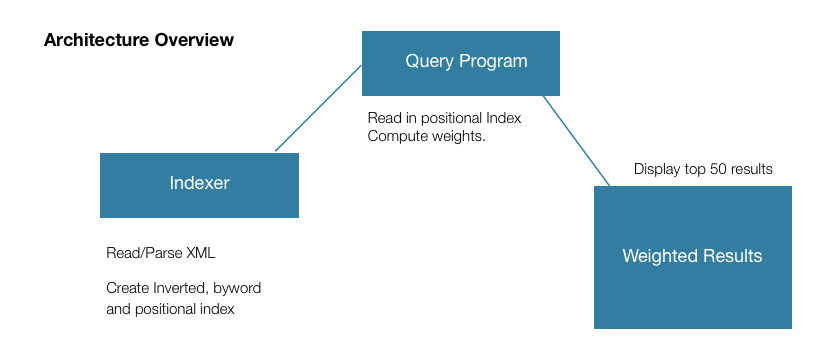 Architecture Overview
Query Program
Read in positional Index
Compute weights.
Indexer
Read/Parse XML
Create Inverted, byword
and positional index
Display top 50 results
Weighted Results